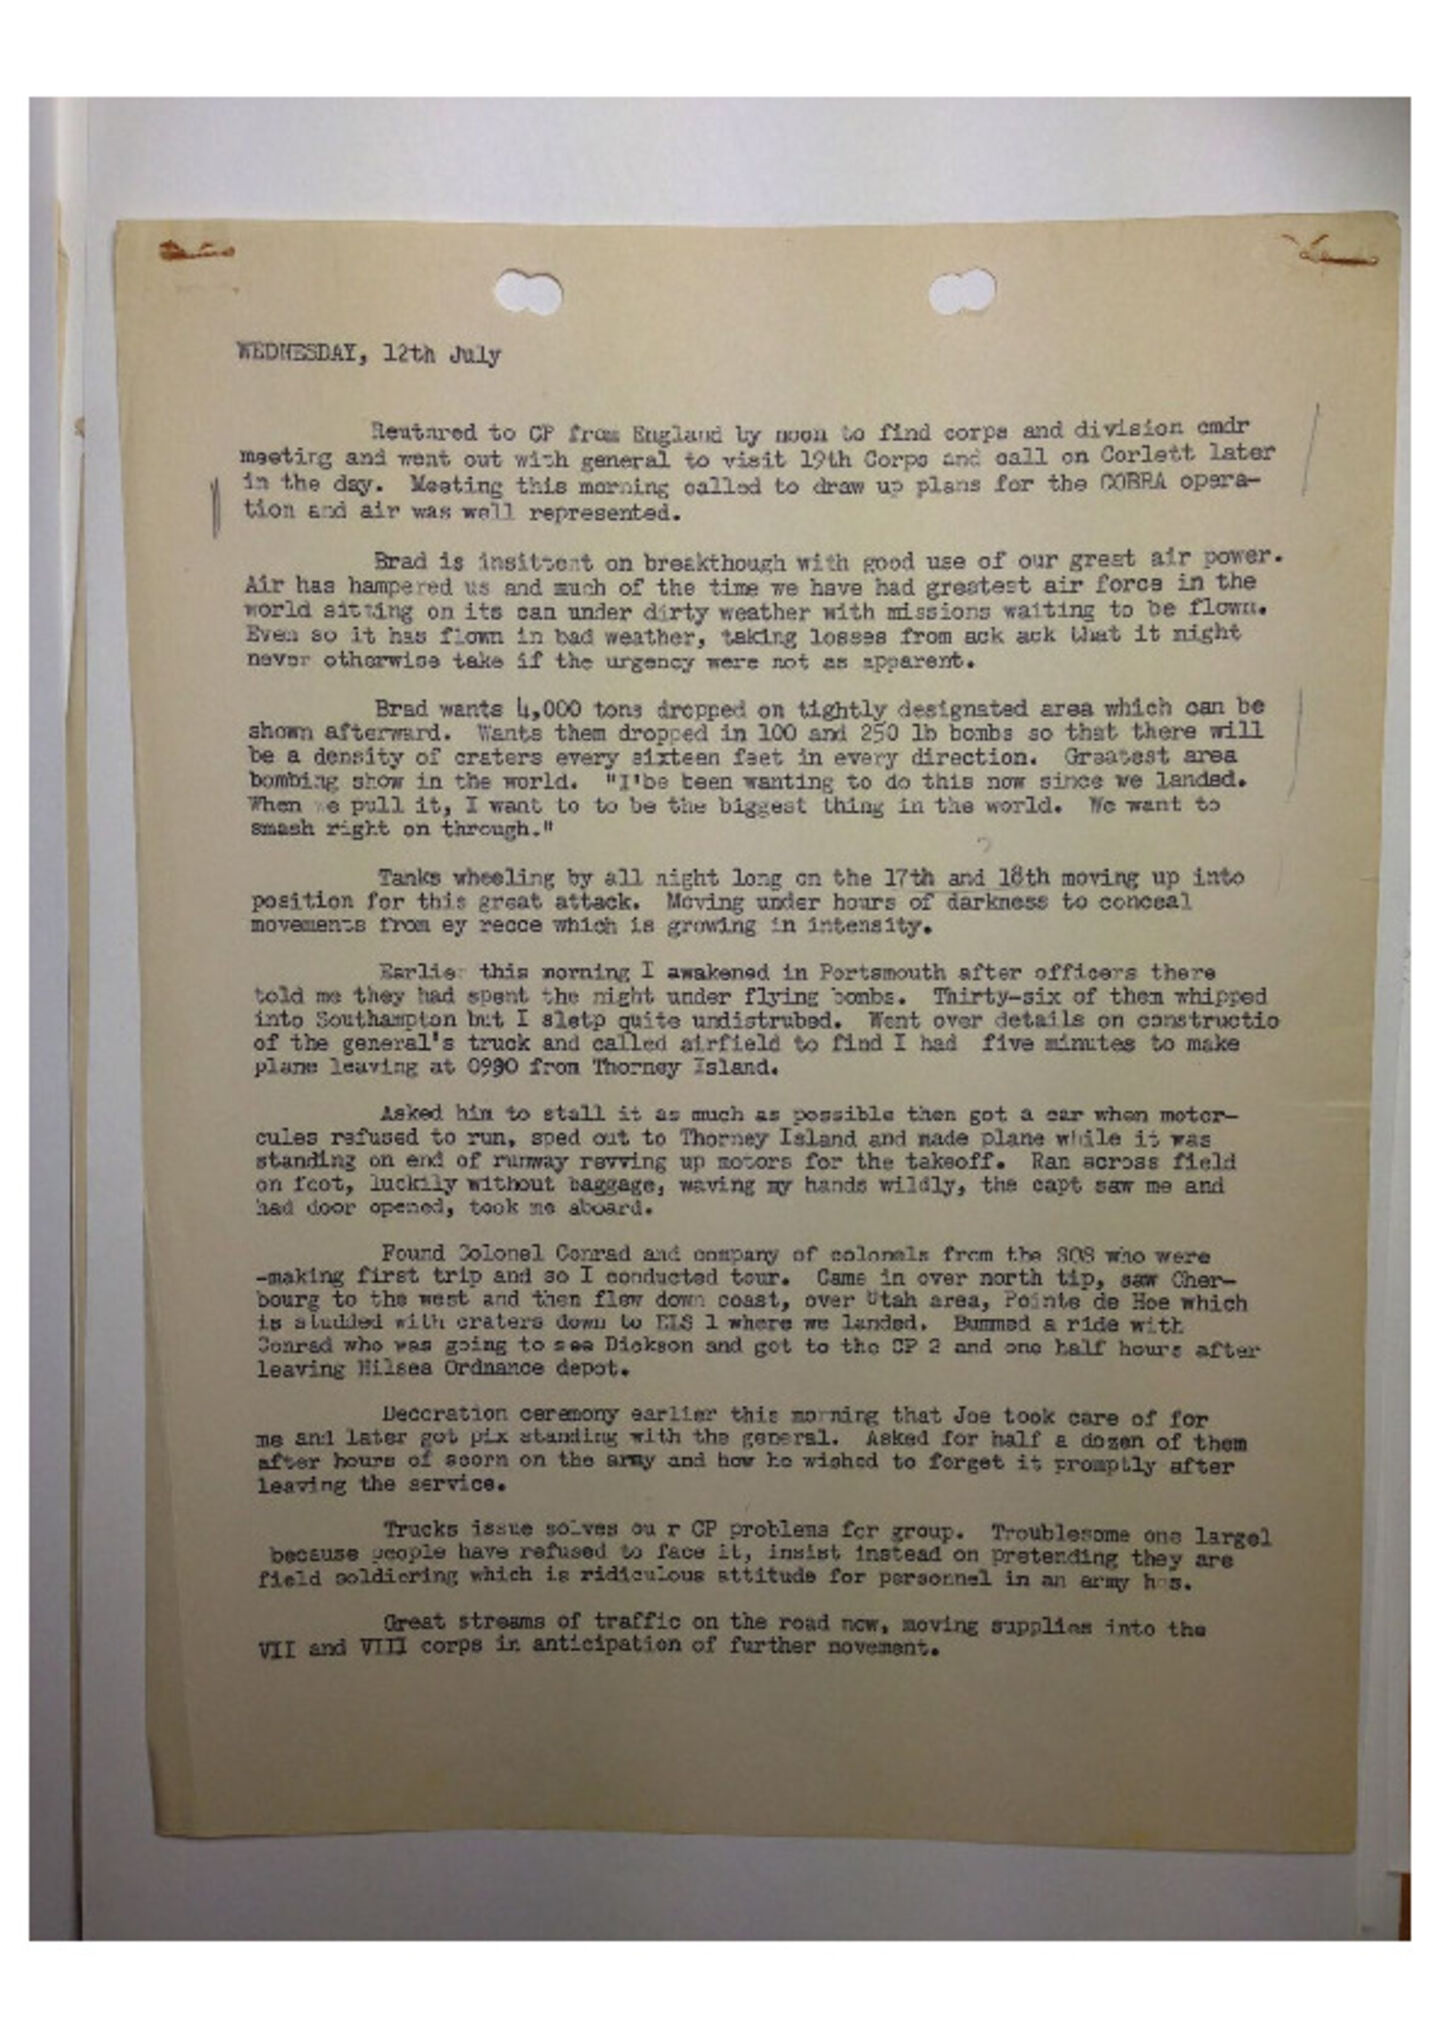 WEDNESDAY, 12th July
Reutnred to CP from England by noon to find corps and division cmdr
meeting and went out with general to visit 19th Corps and call on Corlett later
in the day. Meeting this morning called to draw up plans for the COBRA opera-
tion and air was well represented.
Brad is insittent on breakthough with good use of our great air power.
Air has hampered us and much of the time we have had greatest air force in the
world sitting on its can under dirty weather with missions waiting to be flown.
Even so it has flown in bad weather, taking losses from ack ack that it might
never otherwise take if the urgency were not as apparent.
Brad wants 4,000 tons dropped on tightly designated area which can be
shown afterward. Wants them dropped in 100 and 250 lb bombs so that there will
be a density of craters every sixteen feet in every direction. Greatest area
bombing show in the world. "I'be been wanting to do this now since we landed.
When we pull it, I want to to be the biggest thing in the world. We want to
smash right on through."
Tanks wheeling by all night long on the 17th and 18th moving up into
position for this great attack. Moving under hours of darkness to conceal
movements from ey recce which is growing in intensity.
Earlier this morning I awakened in Portsmouth after officers there
told me they had spent the night under flying bombs. Thirty-six of them whipped
into Southampton but I sletp quite undistrubed. Went over details on constructio
of the general's truck and called airfield to find I had five minutes to make
plane leaving at from Thorney Island.
Asked him to stall it as much as possible then got a car when motor-
cules refused to run, sped out to Thorney Island and made plane while it was
standing on end of runway revving up motors for the takeoff. Ran across field
on foot, luckily without baggage, waving my hands wildly, the capt saw me and
had door opened, took me aboard.
Found Colonel Conrad and company of colonels from the SOS who were
-making first trip and so I conducted tour. Came in over north tip, saw Cher-
bourg to the west and then flew down coast, over Utah area, Pointe de Hoe which
is studded with craters down to ELS 1 where we landed. Bummed a ride with
Conrad who was going to see Dickson and got to the CP 2 and one half hours after
leaving Hilsea Ordnance depot.
Decoration ceremony earlier this morning that Joe took care of for
me and later got pix standing with the general. Asked for half a dozen of them
after hours of scorn on the army and how he wished to forget it promptly after
leaving the service.
Trucks issue solves ou r CP problems for group. Troublesome one largel
because people have refused to face it, insist instead on pretending they are
field soldiering which is ridiculous attitude for personnel in an army hqs.
Great streams of traffic on the road now, moving supplies into the
VII and VIII corps in anticipation of further movement.